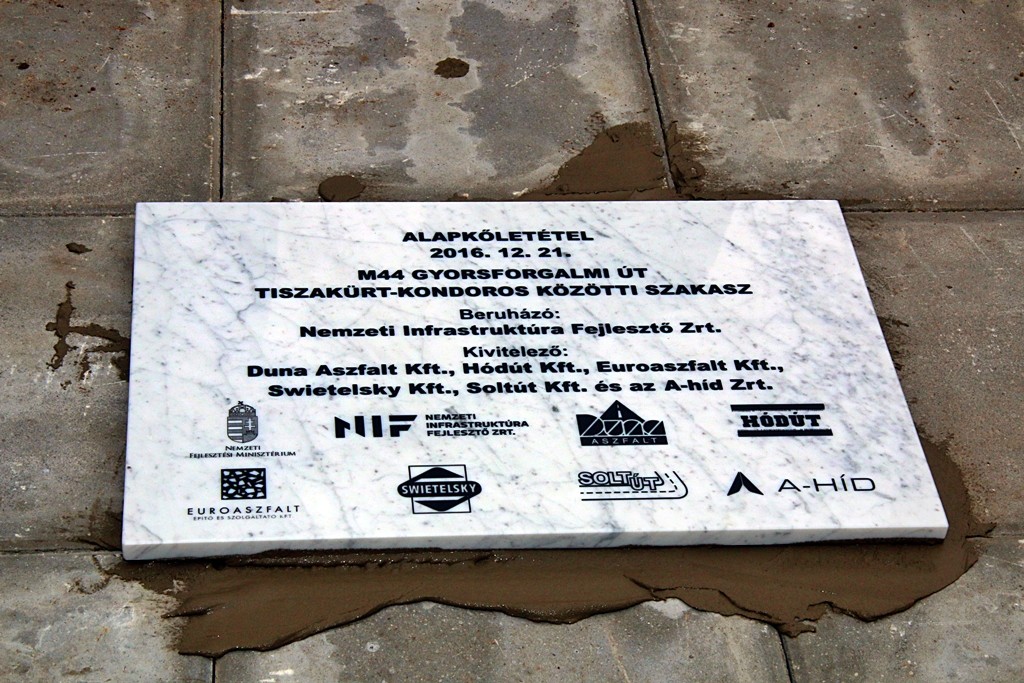 ALAPKŐLETÉTEL
2016. 12. 21.
M44 GYORSFORGALMI ÚT
TISZAKÜRT-KONDOROS KÖZÖTTI SZAKASZ
Beruházó:
Nemzeti Infrastruktúra Fejlesztő Zrt.
Kivitelező:
Duna Aszfalt Kft., Hódút Kft., Euroaszfalt Kft.,
Swietelsky Kft., Soltút Kft. és az A-híd Zrt.
NEMZETI
FEJLESZTÉSI MINISZTÉRIUM
NIF NEMZETI
INFRASTRUKTÚRA
FEJLESZTŐ ZRT.
DUNA
ASZFALT
HÓDÚT
EUROASZFALT
ÉPÍTŐ ÉS SZOLGÁLTATÓ KFT
SWIETELSKY
SOLTÚT
A-HÍD